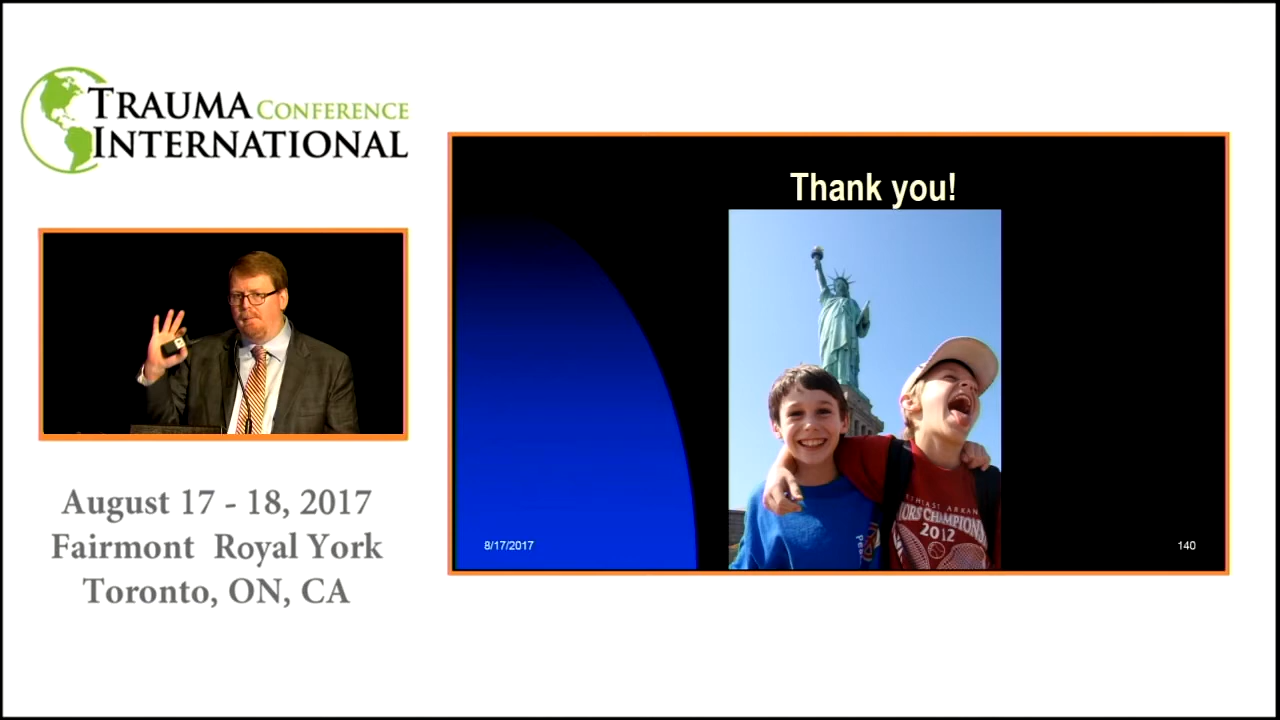 TRAUMA CONFERENCE
INTERNATIONAL
August 17 - 18, 2017
Fairmont Royal York
Toronto, ON, CA
Thank you!
CHAMPION
2012
8/17/2017
140